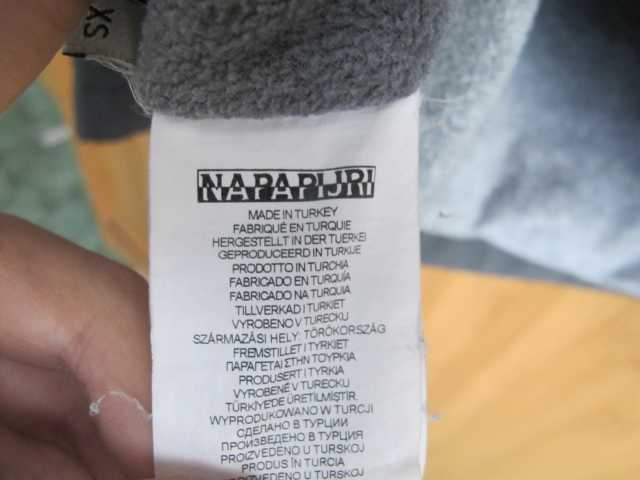 XS
NAPAPIJRI
MADE IN TURKEY
FABRIQUÉ EN TURQUIE
HERGESTELLT IN DER TUERKEI
GEPRODUCEERD IN TURKIJE
PRODOTTO IN TURCHIA
FABRICADO EN TURQUÍA
FABRICADO NA TURQUIA
TILLVERKAD I TURKIET
VYROBENO V TURECKU
SZÁRMAZÁSI HELY: TÖRÖKORSZÁG
FREMSTILLET I TYRKIET
ΠΑΡΑΓΕΤΑΙ ΣΤΗΝ ΤΟΥΡΚΙΑ
PRODUSERT I TYRKIA
VYROBENÉ V TURECKU
TÜRKİYE'DE ÜRETİLMİŞTİR.
WYPRODUKOWANO W TURCJI
СДЕЛАНО В ТУРЦИИ
ПРОИЗВЕДЕНО В ТУРЦИЯ
PROIZVEDENO U TURSKOJ
PRODUS ÎN TURCIA
PROIZVEDENO U TURSKOJ